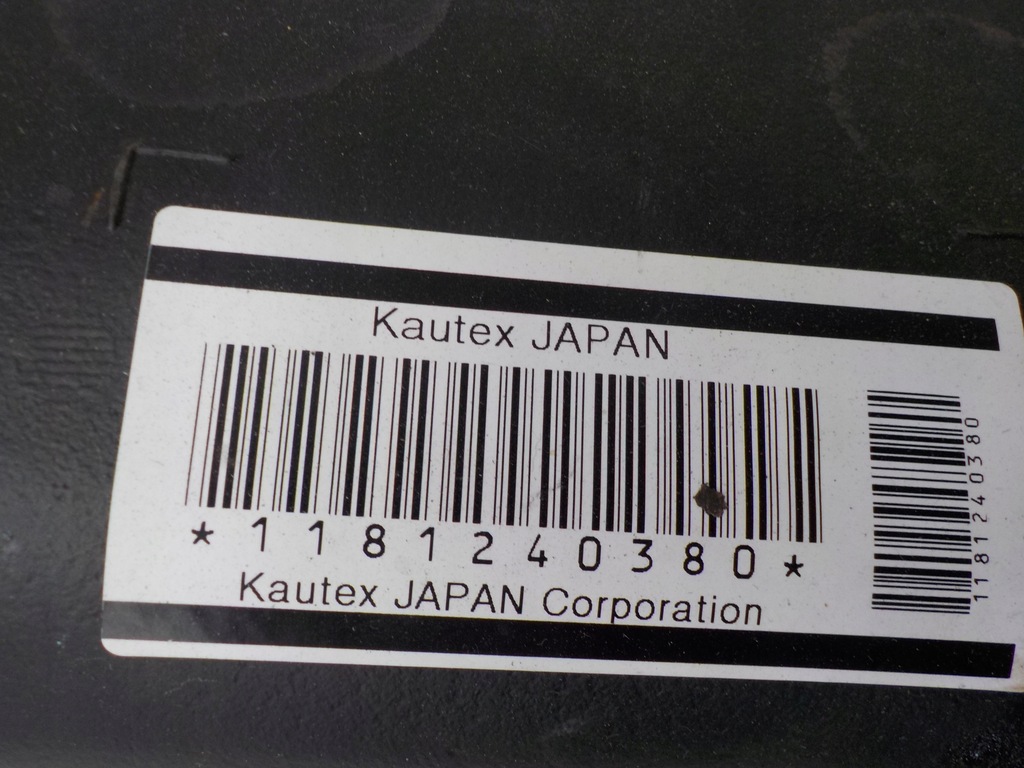 Kautex JAPAN
*1181240380*
Kautex JAPAN Corporation
1181240380